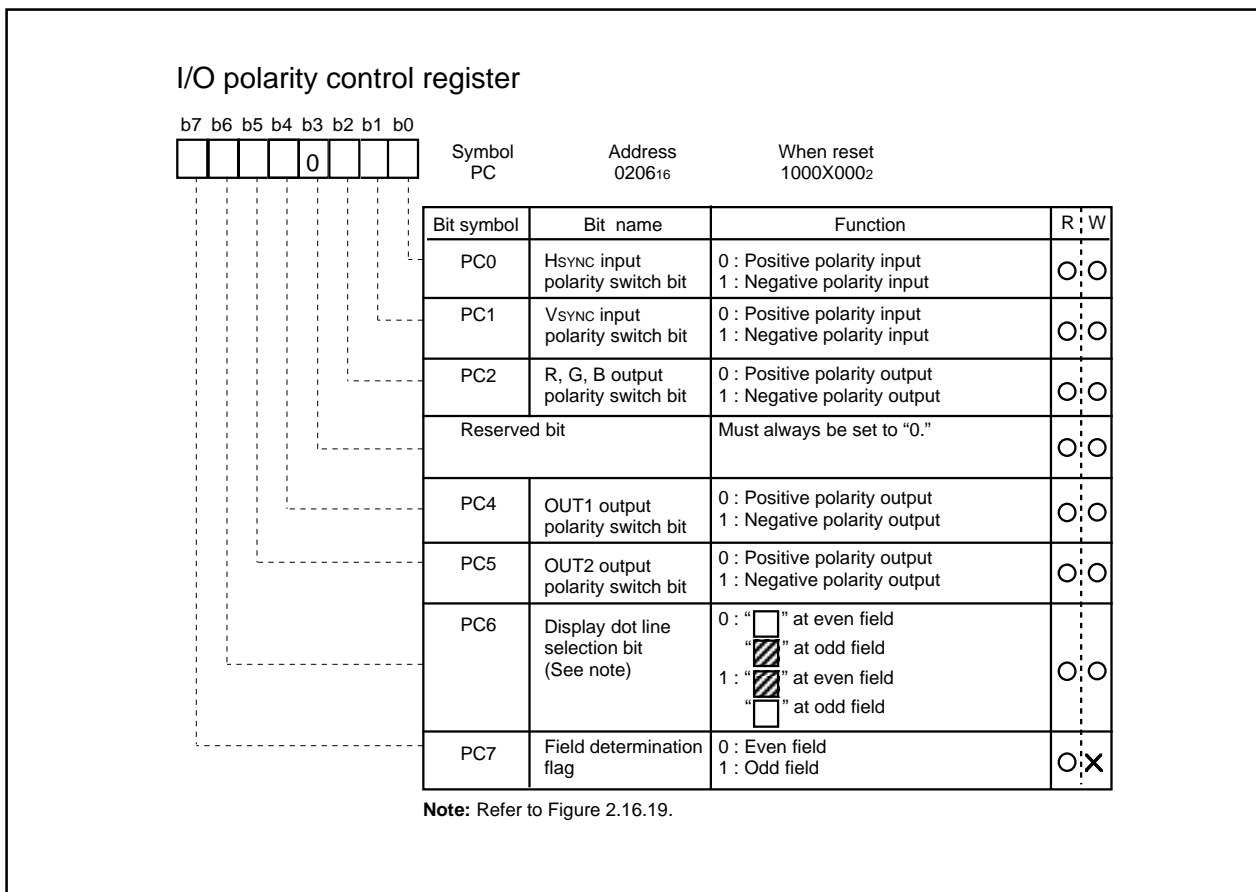 I/O polarity control register
b7 b6 b5 b4 b3 b2 b1 b0
0
Symbol Address When reset
PC 020616 1000X0002
Bit symbol Bit name Function R W
PC0 HSYNC input 0 : Positive polarity input
polarity switch bit 1 : Negative polarity input
PC1 VSYNC input 0 : Positive polarity input
polarity switch bit 1 : Negative polarity input
PC2 R, G, B output 0 : Positive polarity output
polarity switch bit 1 : Negative polarity output
Reserved bit Must always be set to “0.”
PC4 OUT1 output 0 : Positive polarity output
polarity switch bit 1 : Negative polarity output
PC5 OUT2 output 0 : Positive polarity output
polarity switch bit 1 : Negative polarity output
PC6 Display dot line 0 : “ ” at even field
selection bit “ ” at odd field
(See note) 1 : “ ” at even field
“ ” at odd field
PC7 Field determination 0 : Even field
flag 1 : Odd field
Note: Refer to Figure 2.16.19.